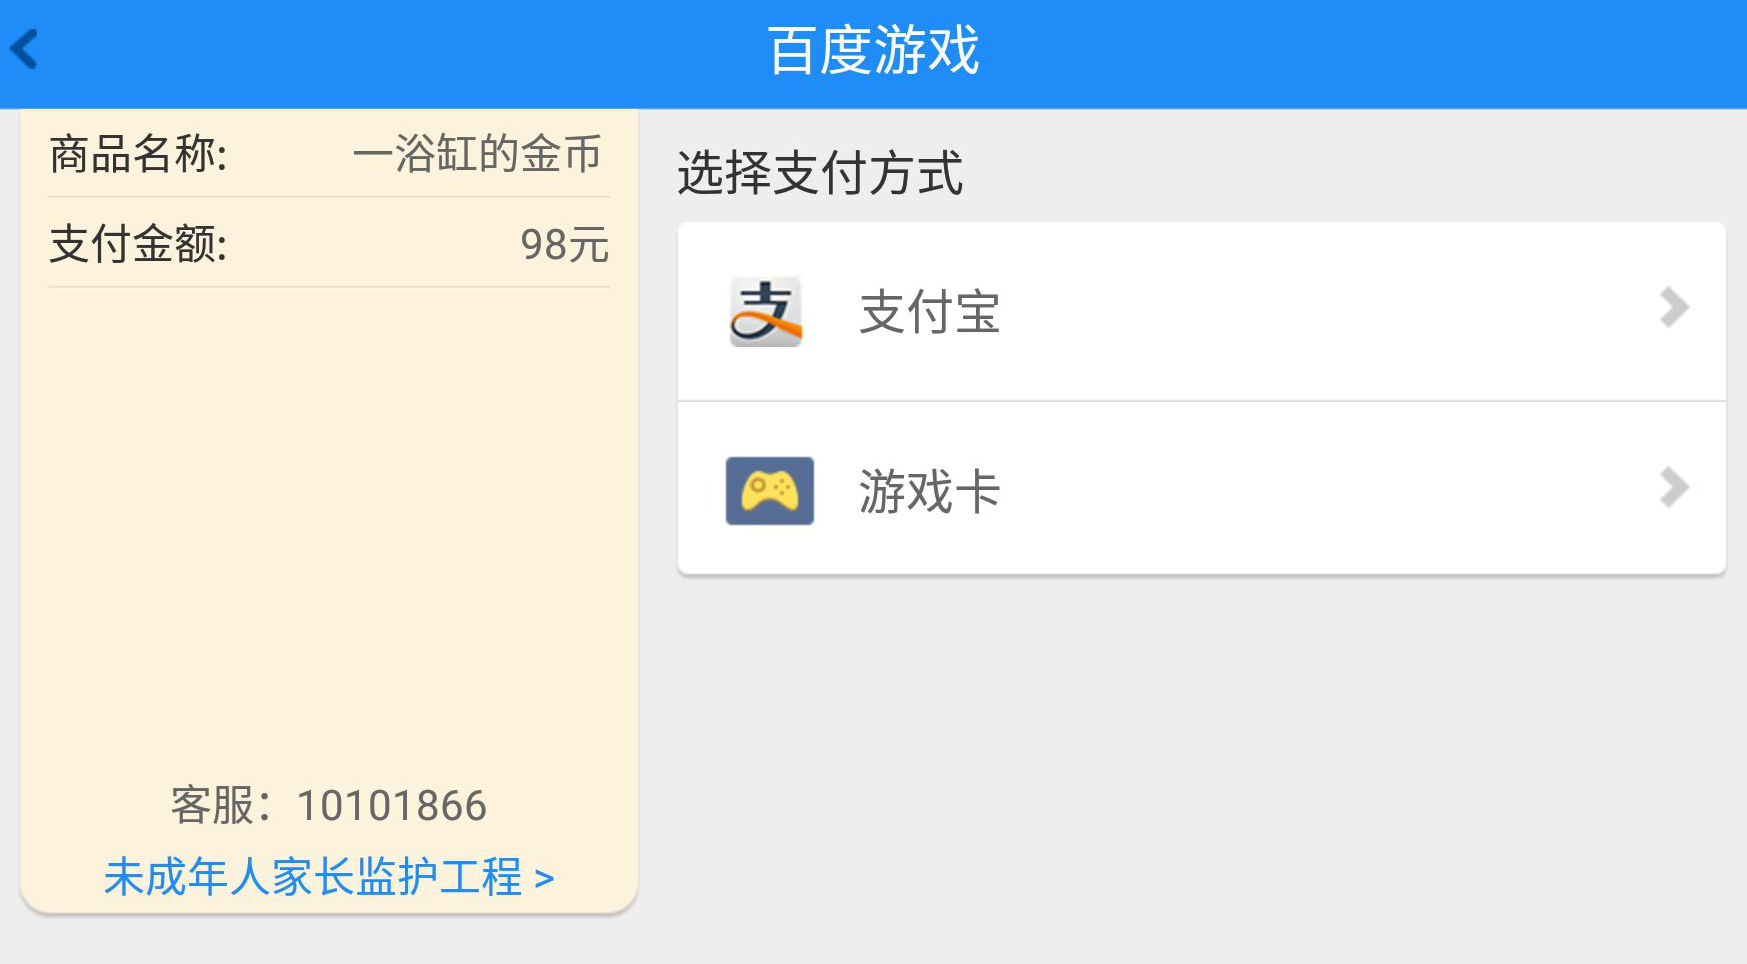 百度游戏
商品名称: 一浴缸的金币
支付金额: 98元
客服：10101866
未成年人家长监护工程 >
选择支付方式
支付宝
游戏卡